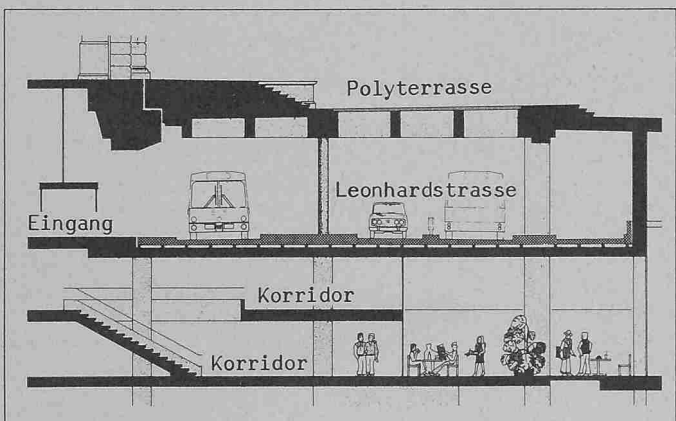 Polyterrasse
Leonhardstrasse
Eingang
Korridor
Korridor